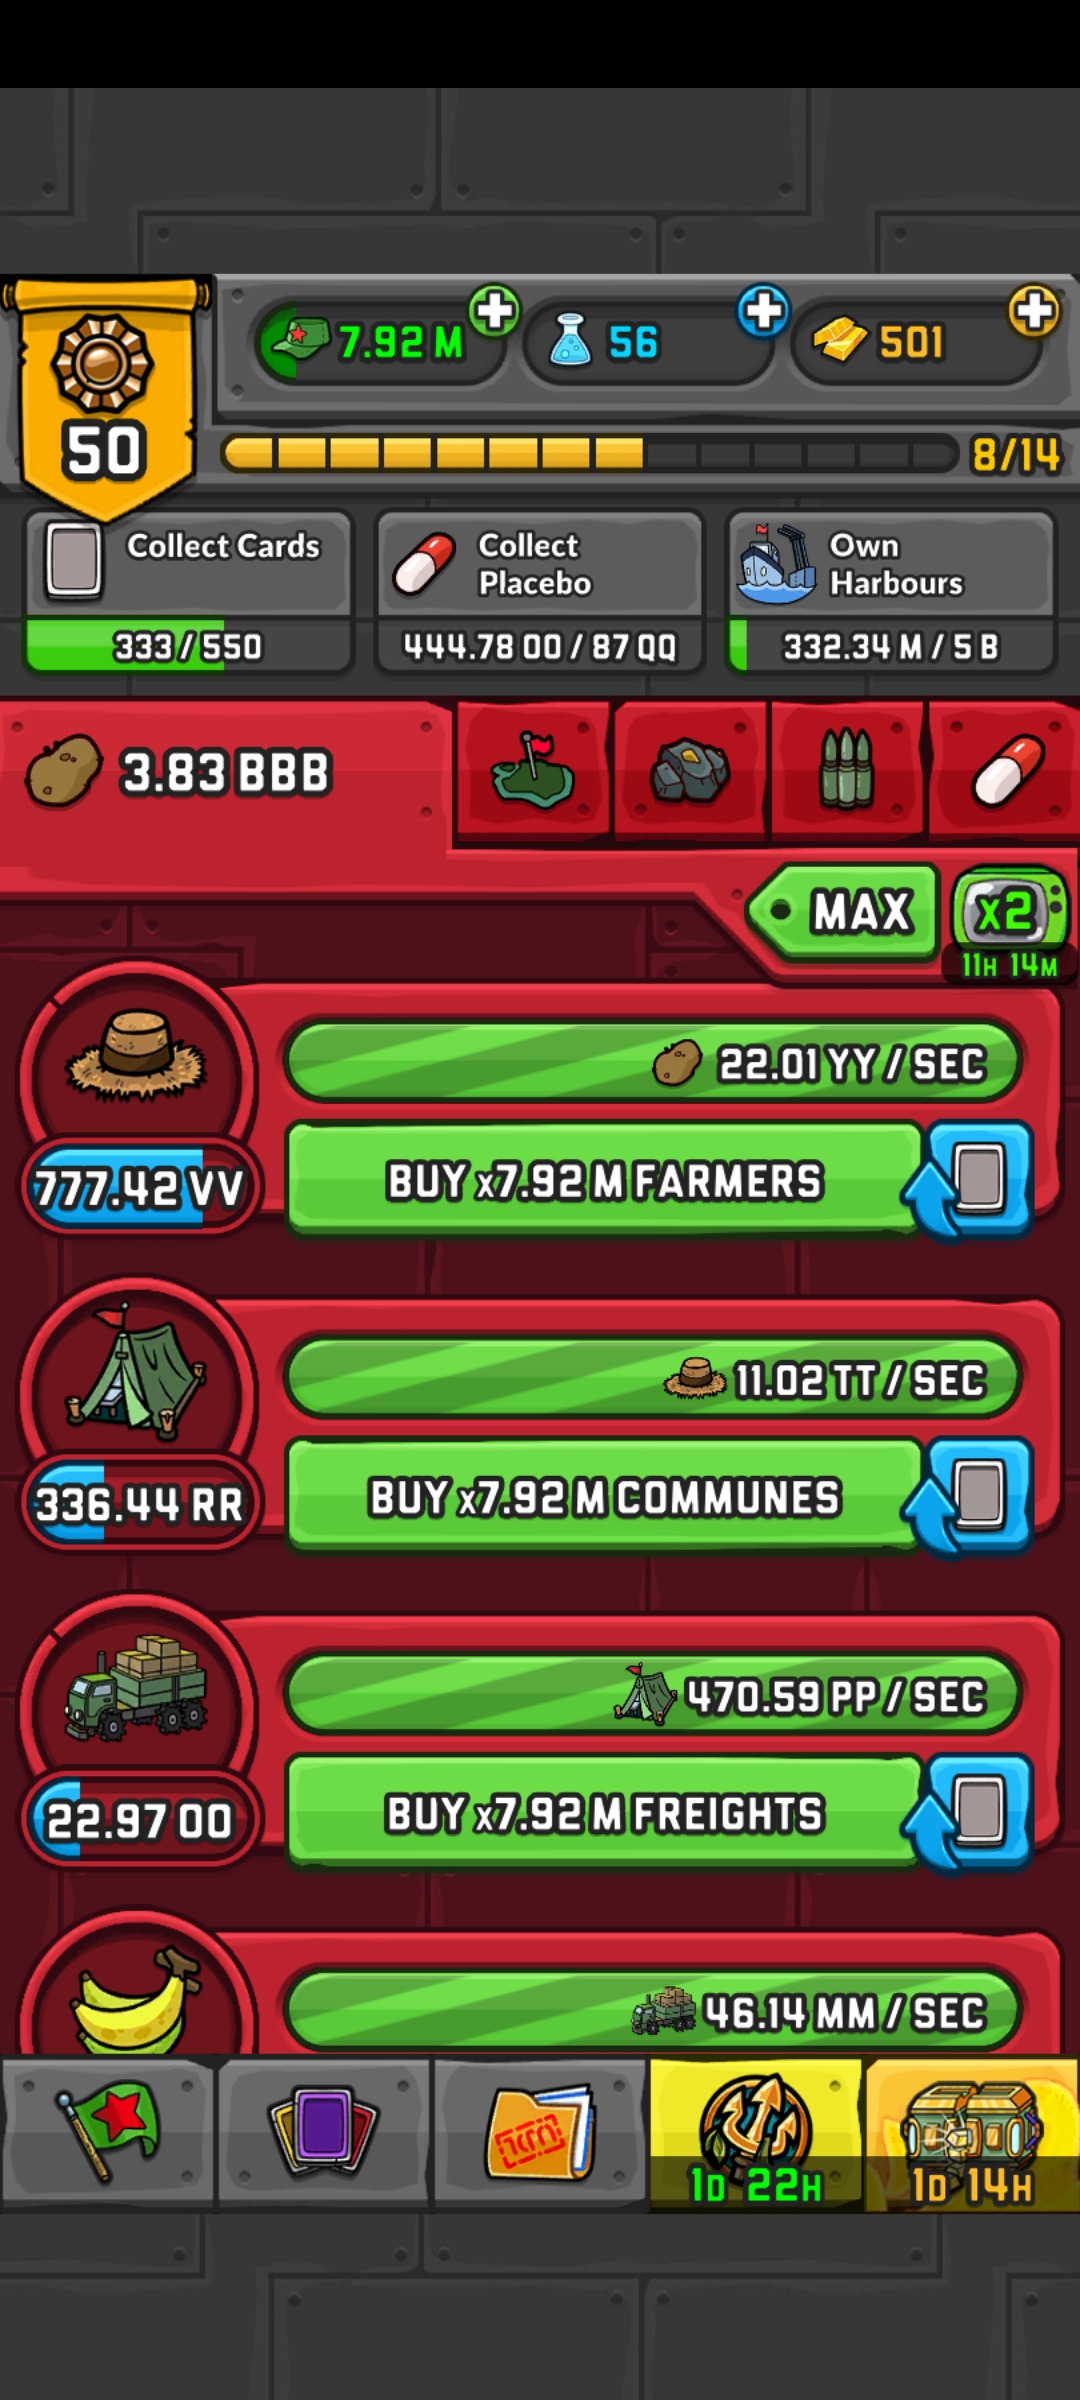 7.92 M
56
501
50
8/14
Collect Cards
333 / 550
Collect
Placebo
444.78 OO / 87 QQ
Own
Harbours
332.34 M / 5 B
3.83 BBB
MAX
x2
11H 14M
22.01 YY / SEC
777.42 VV
BUY x7.92 M FARMERS
11.02 TT / SEC
336.44 RR
BUY x7.92 M COMMUNES
470.59 PP / SEC
22.97 OO
BUY x7.92 M FREIGHTS
46.14 MM / SEC
1D 22H
1D 14H